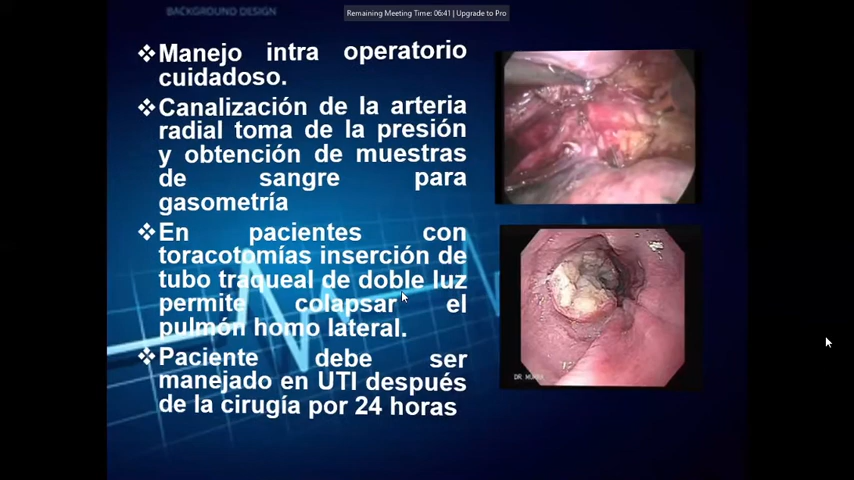 BACKGROUND DESIGN
Remaining Meeting Time: 06:41 | Upgrade to Pro
❖Manejo intra operatorio
cuidadoso.
❖Canalización de la arteria
radial toma de la presión
y obtención de muestras
de sangre para
gasometría
❖En pacientes con
toracotomías inserción de
tubo traqueal de doble luz
permite colapsar el
pulmón homo lateral.
❖Paciente debe ser
manejado en UTI después
de la cirugía por 24 horas